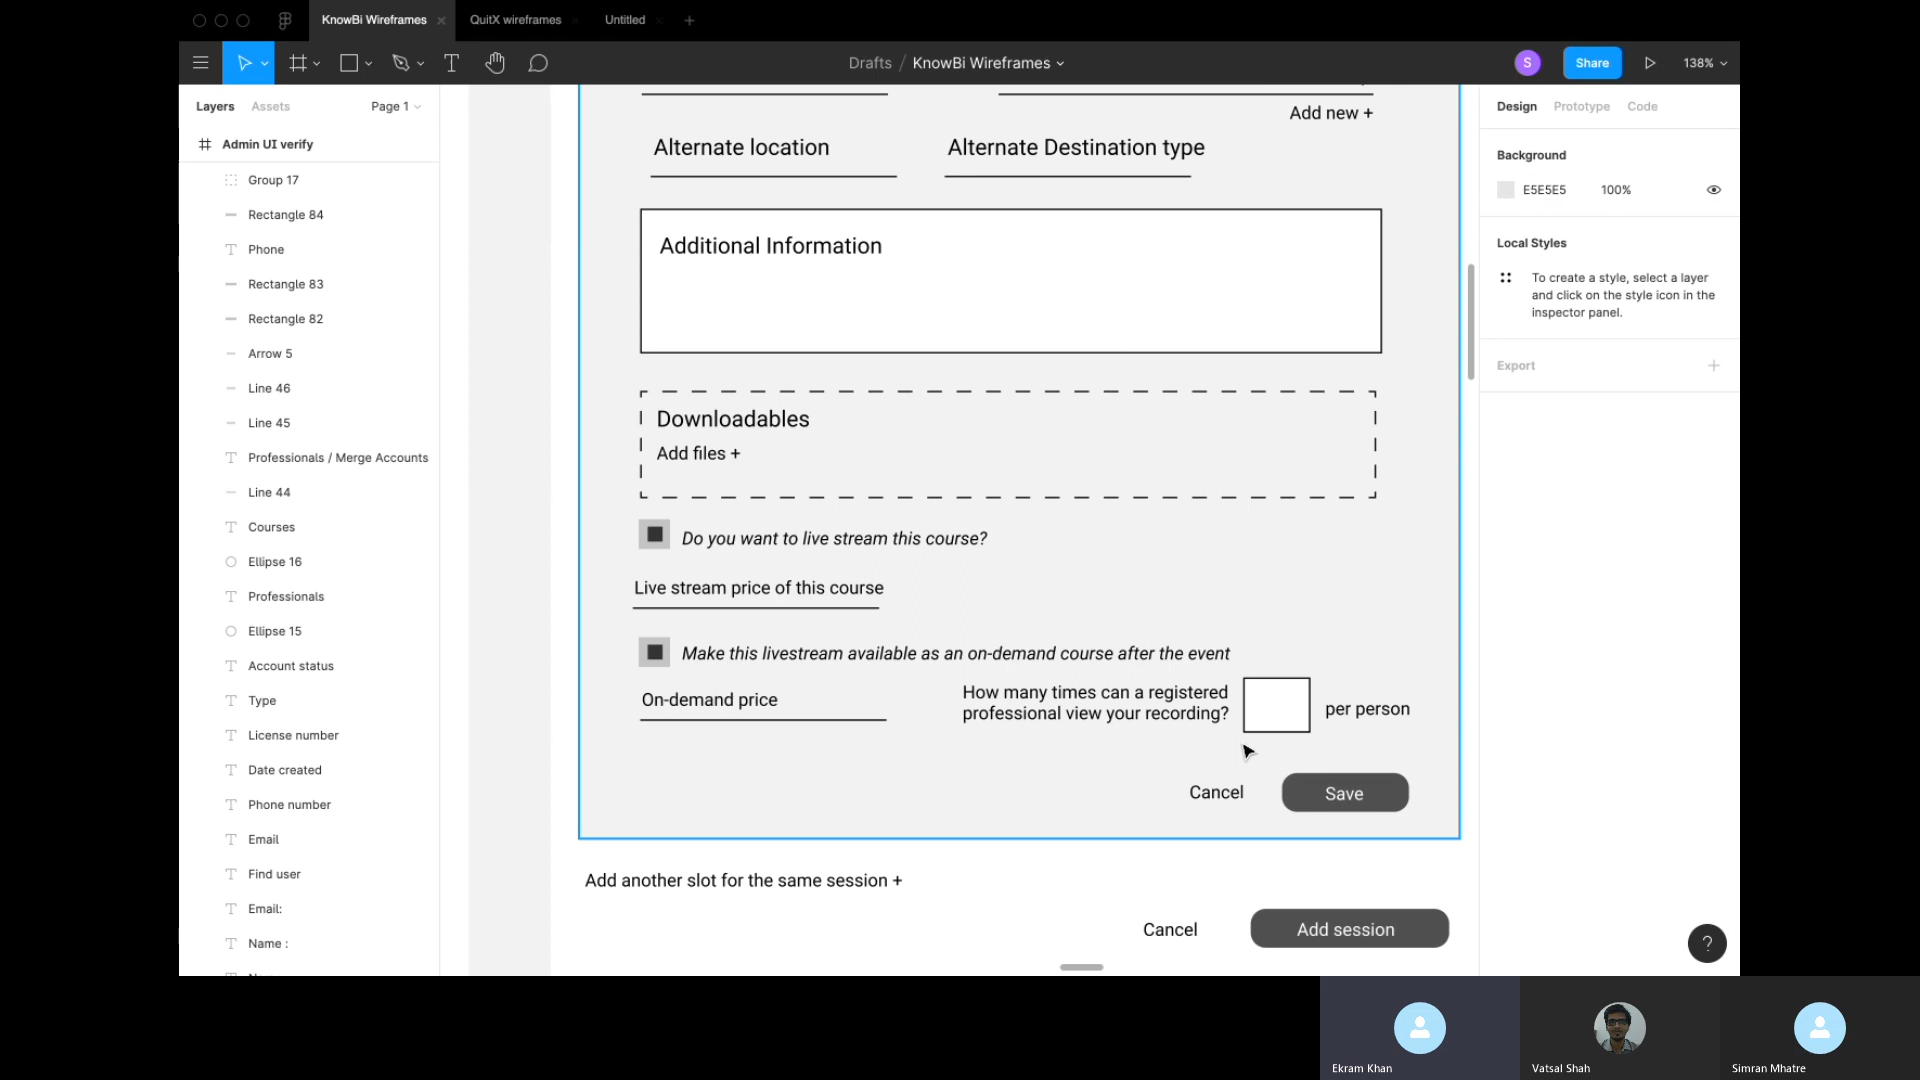 KnowBi Wireframes
QuitX wireframes
Untitled
Drafts / KnowBi Wireframes
S
Share
138%
Layers
Assets
Page 1
Admin UI verify
Group 17
Rectangle 84
Phone
Rectangle 83
Rectangle 82
Arrow 5
Line 46
Line 45
Professionals / Merge Accounts
Line 44
Courses
Ellipse 16
Professionals
Ellipse 15
Account status
Type
License number
Date created
Phone number
Email
Find user
Email:
Name :
Add new +
Alternate location
Alternate Destination type
Additional Information
Downloadables
Add files +
Do you want to live stream this course?
Live stream price of this course
Make this livestream available as an on-demand course after the event
On-demand price
How many times can a registered
professional view your recording?
per person
Cancel
Save
Add another slot for the same session +
Cancel
Add session
Design
Prototype
Code
Background
E5E5E5
100%
Local Styles
To create a style, select a layer
and click on the style icon in the
inspector panel.
Export
?
Ekram Khan
Vatsal Shah
Simran Mhatre